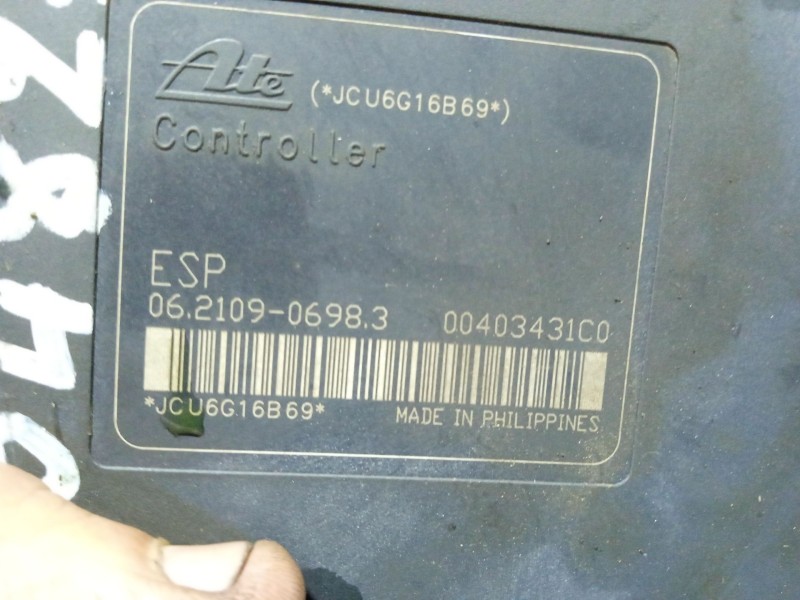 Ate (*JCU6G16B69*)
Controller
ESP
06.2109-0698.3 00403431C0
*JCU6G16B69* MADE IN PHILIPPINES